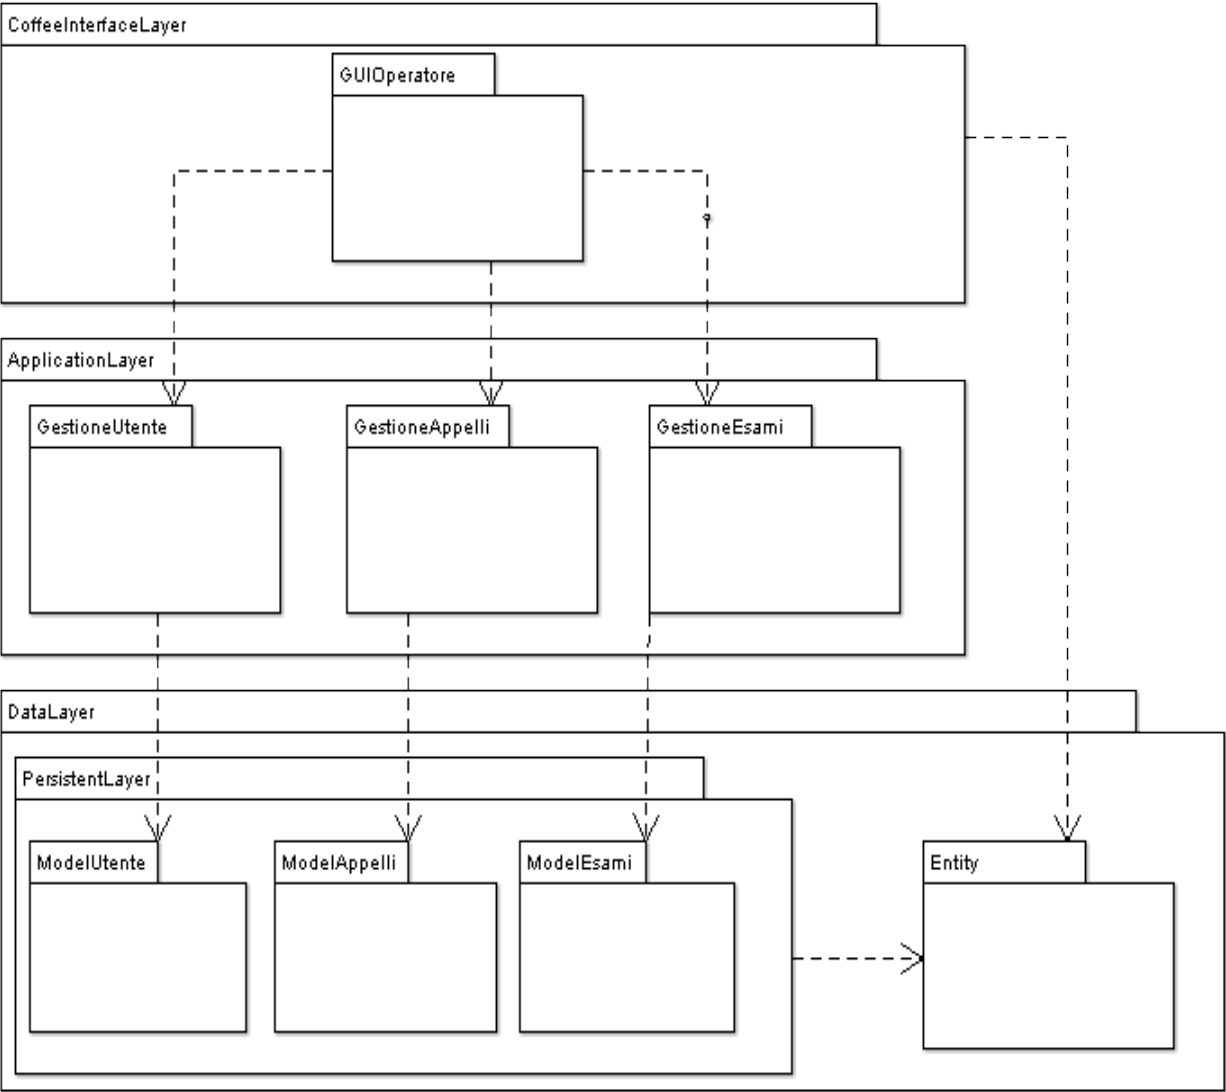 CoffeeInterfaceLayer
GUIOperatore
ApplicationLayer
GestioneUtente
GestioneAppelli
GestioneEsami
DataLayer
PersistentLayer
ModelUtente
ModelAppelli
ModelEsami
Entity